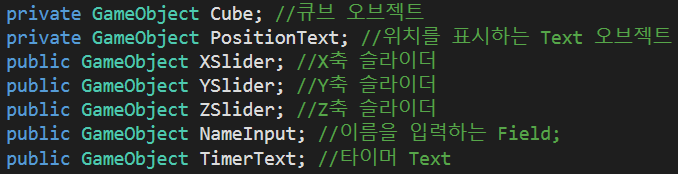 private GameObject Cube; //큐브 오브젝트
private GameObject PositionText; //위치를 표시하는 Text 오브젝트
public GameObject XSlider; //X축 슬라이더
public GameObject YSlider; //Y축 슬라이더
public GameObject ZSlider; //Z축 슬라이더
public GameObject NameInput; //이름을 입력하는 Field;
public GameObject TimerText; //타이머 Text